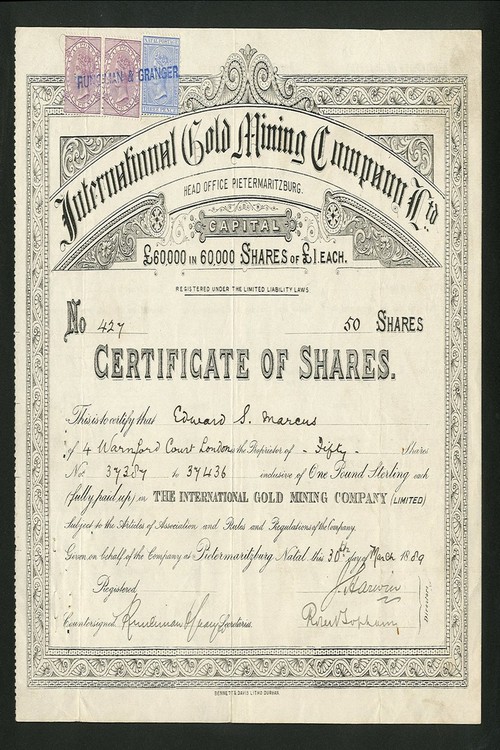 RUNCIMAN & GRANGER
International Gold Mining Company Ltd.
HEAD OFFICE PIETERMARITZBURG.
CAPITAL
£60,000 IN 60,000 SHARES OF £1. EACH.
REGISTERED UNDER THE LIMITED LIABILITY LAWS
No 427 50 SHARES
CERTIFICATE OF SHARES.
This is to certify that Edward S. Marcus
of 4 Warnford Court London is the Proprietor of - Fifty - Shares
Nos 37387 to 37436 inclusive of One Pound Sterling each
(fully paid up) in THE INTERNATIONAL GOLD MINING COMPANY (LIMITED)
Subject to the Articles of Association and Rules and Regulations of the Company.
Given on behalf of the Company at Pietermaritzburg Natal this 30th day of March 1889
Registered
Countersigned Secretaries. Robert Topham
Directors
BENNETT & DAVIS LITHO DURBAN.